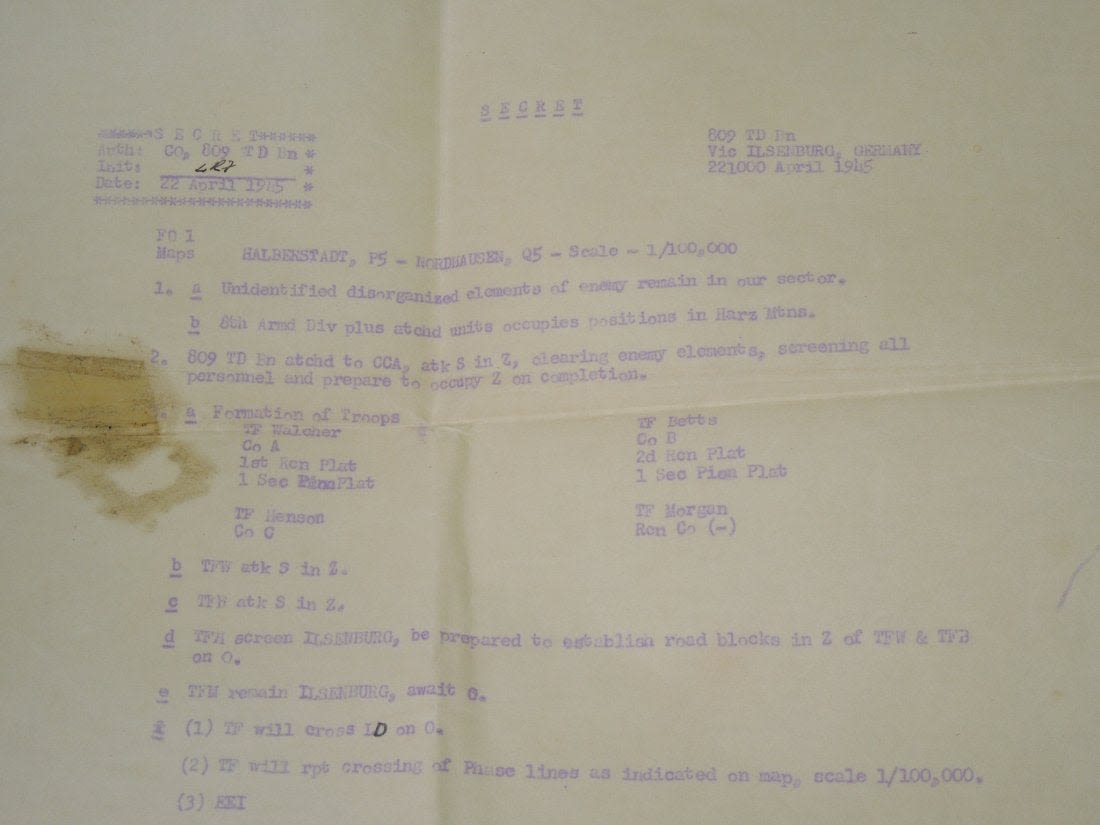 S E C R E T
******S E C R E T******
Auth: CO, 809 TD Bn *
Init: LRJ *
Date: 22 April 1945 *
***********************
809 TD Bn
Vic ILSENBURG, GERMANY
221000 April 1945
FO 1
Maps HALBERSTADT, P5 - NORDHAUSEN, Q5 - Scale - 1/100,000
1. a Unidentified disorganized elements of enemy remain in our sector.
b 8th Armd Div plus atchd units occupies positions in Harz Mtns.
2. 809 TD Bn atchd to CCA, atk S in Z, clearing enemy elements, screening all
personnel and prepare to occupy Z on completion.
a Formation of Troops
TF Walcher
Co A
1st Rcn Plat
1 Sec Pion Plat
TF Betts
Co B
2d Rcn Plat
1 Sec Pion Plat
TF Henson
Co C
TF Morgan
Rcn Co (-)
b TFW atk S in Z.
c TFB atk S in Z.
d TFH screen ILSENBURG, be prepared to establish road blocks in Z of TFW & TFB
on O.
e TFM remain ILSENBURG, await O.
f (1) TF will cross LD on O.
(2) TF will rpt crossing of Phase lines as indicated on map, scale 1/100,000.
(3) EEI